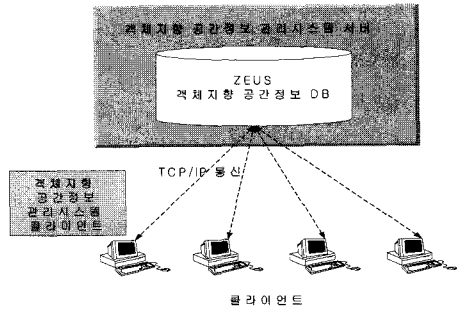 객체지향 공간정보 관리시스템 서버
ZEUS
객체지향 공간정보 DB
TCP/IP 통신
객체지향
공간정보
관리시스템
클라이언트
클라이언트